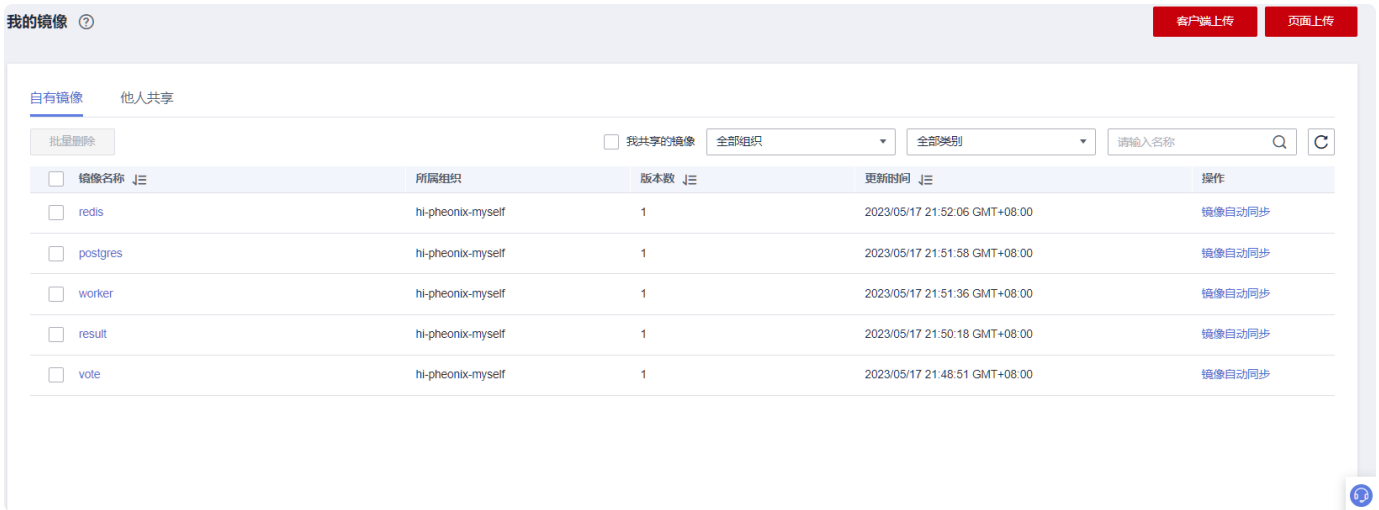 我的镜像 ? 客户端上传 页面上传
自有镜像 他人共享
批量删除 我共享的镜像 全部组织 全部类别 请输入名称
镜像名称 所属组织 版本数 更新时间 操作
redis hi-pheonix-myself 1 2023/05/17 21:52:06 GMT+08:00 镜像自动同步
postgres hi-pheonix-myself 1 2023/05/17 21:51:58 GMT+08:00 镜像自动同步
worker hi-pheonix-myself 1 2023/05/17 21:51:36 GMT+08:00 镜像自动同步
result hi-pheonix-myself 1 2023/05/17 21:50:18 GMT+08:00 镜像自动同步
vote hi-pheonix-myself 1 2023/05/17 21:48:51 GMT+08:00 镜像自动同步